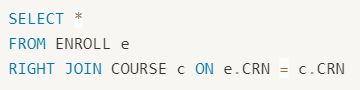 SELECT *
FROM ENROLL e
RIGHT JOIN COURSE c ON e.CRN = c.CRN